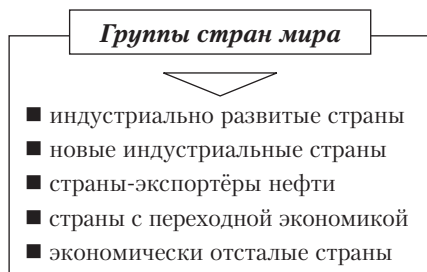 Группы стран мира
■ индустриально развитые страны
■ новые индустриальные страны
■ страны-экспортёры нефти
■ страны с переходной экономикой
■ экономически отсталые страны